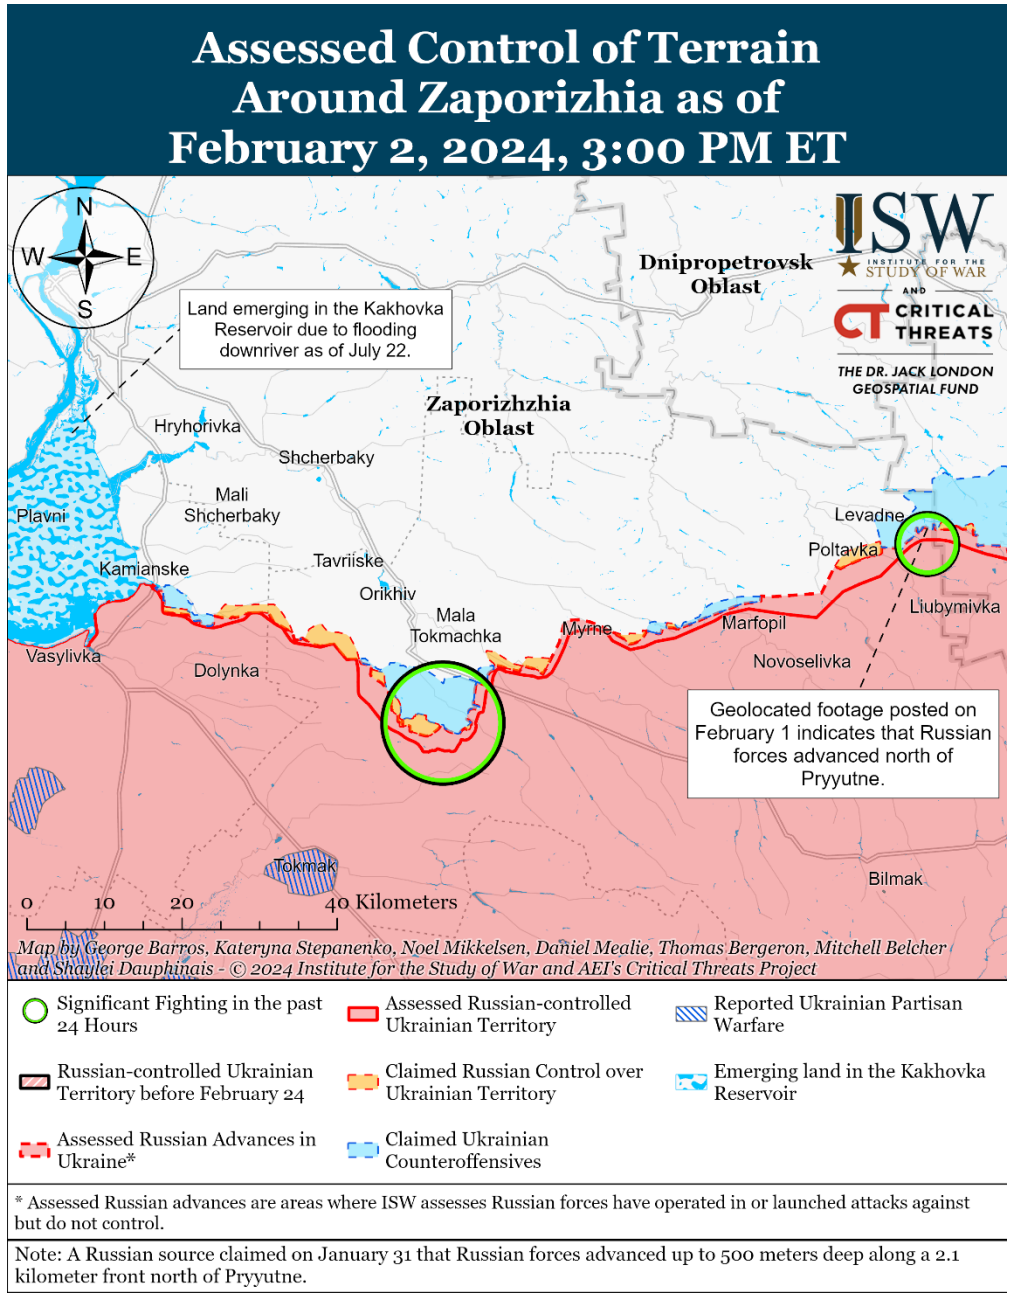 Assessed Control of Terrain
Around Zaporizhia as of
February 2, 2024, 3:00 PM ET
N
W
E
S
ISW
INSTITUTE FOR THE
STUDY OF WAR
AND
CT CRITICAL
THREATS
THE DR. JACK LONDON
GEOSPATIAL FUND
Dnipropetrovsk
Oblast
Land emerging in the Kakhovka
Reservoir due to flooding
downriver as of July 22.
Zaporizhzhia
Oblast
Hryhorivka
Shcherbaky
Mali
Shcherbaky
Plavni
Levadne
Poltavka
Tavriiske
Kamianske
Orikhiv
Mala
Tokmachka
Liubymivka
Marfopil
Myrne
Vasylivka
Dolynka
Novoselivka
Geolocated footage posted on
February 1 indicates that Russian
forces advanced north of
Pryyutne.
Tokmak
Bilmak
0 10 20 40 Kilometers
Map by George Barros, Kateryna Stepanenko, Noel Mikkelsen, Daniel Mealie, Thomas Bergeron, Mitchell Belcher
and Shaylei Dauphinais - © 2024 Institute for the Study of War and AEI's Critical Threats Project
Significant Fighting in the past
24 Hours
Assessed Russian-controlled
Ukrainian Territory
Reported Ukrainian Partisan
Warfare
Russian-controlled Ukrainian
Territory before February 24
Claimed Russian Control over
Ukrainian Territory
Emerging land in the Kakhovka
Reservoir
Assessed Russian Advances in
Ukraine*
Claimed Ukrainian
Counteroffensives
* Assessed Russian advances are areas where ISW assesses Russian forces have operated in or launched attacks against
but do not control.
Note: A Russian source claimed on January 31 that Russian forces advanced up to 500 meters deep along a 2.1
kilometer front north of Pryyutne.